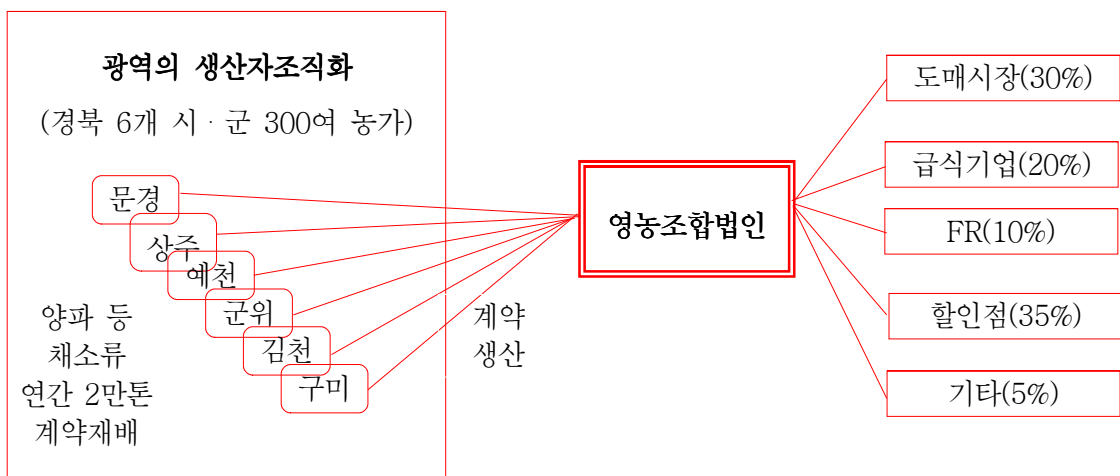 광역의 생산자조직화
(경북 6개 시·군 300여 농가)
문경
상주
예천
군위
김천
구미
양파 등
채소류
연간 2만톤
계약재배
계약
생산
영농조합법인
도매시장(30%)
급식기업(20%)
FR(10%)
할인점(35%)
기타(5%)